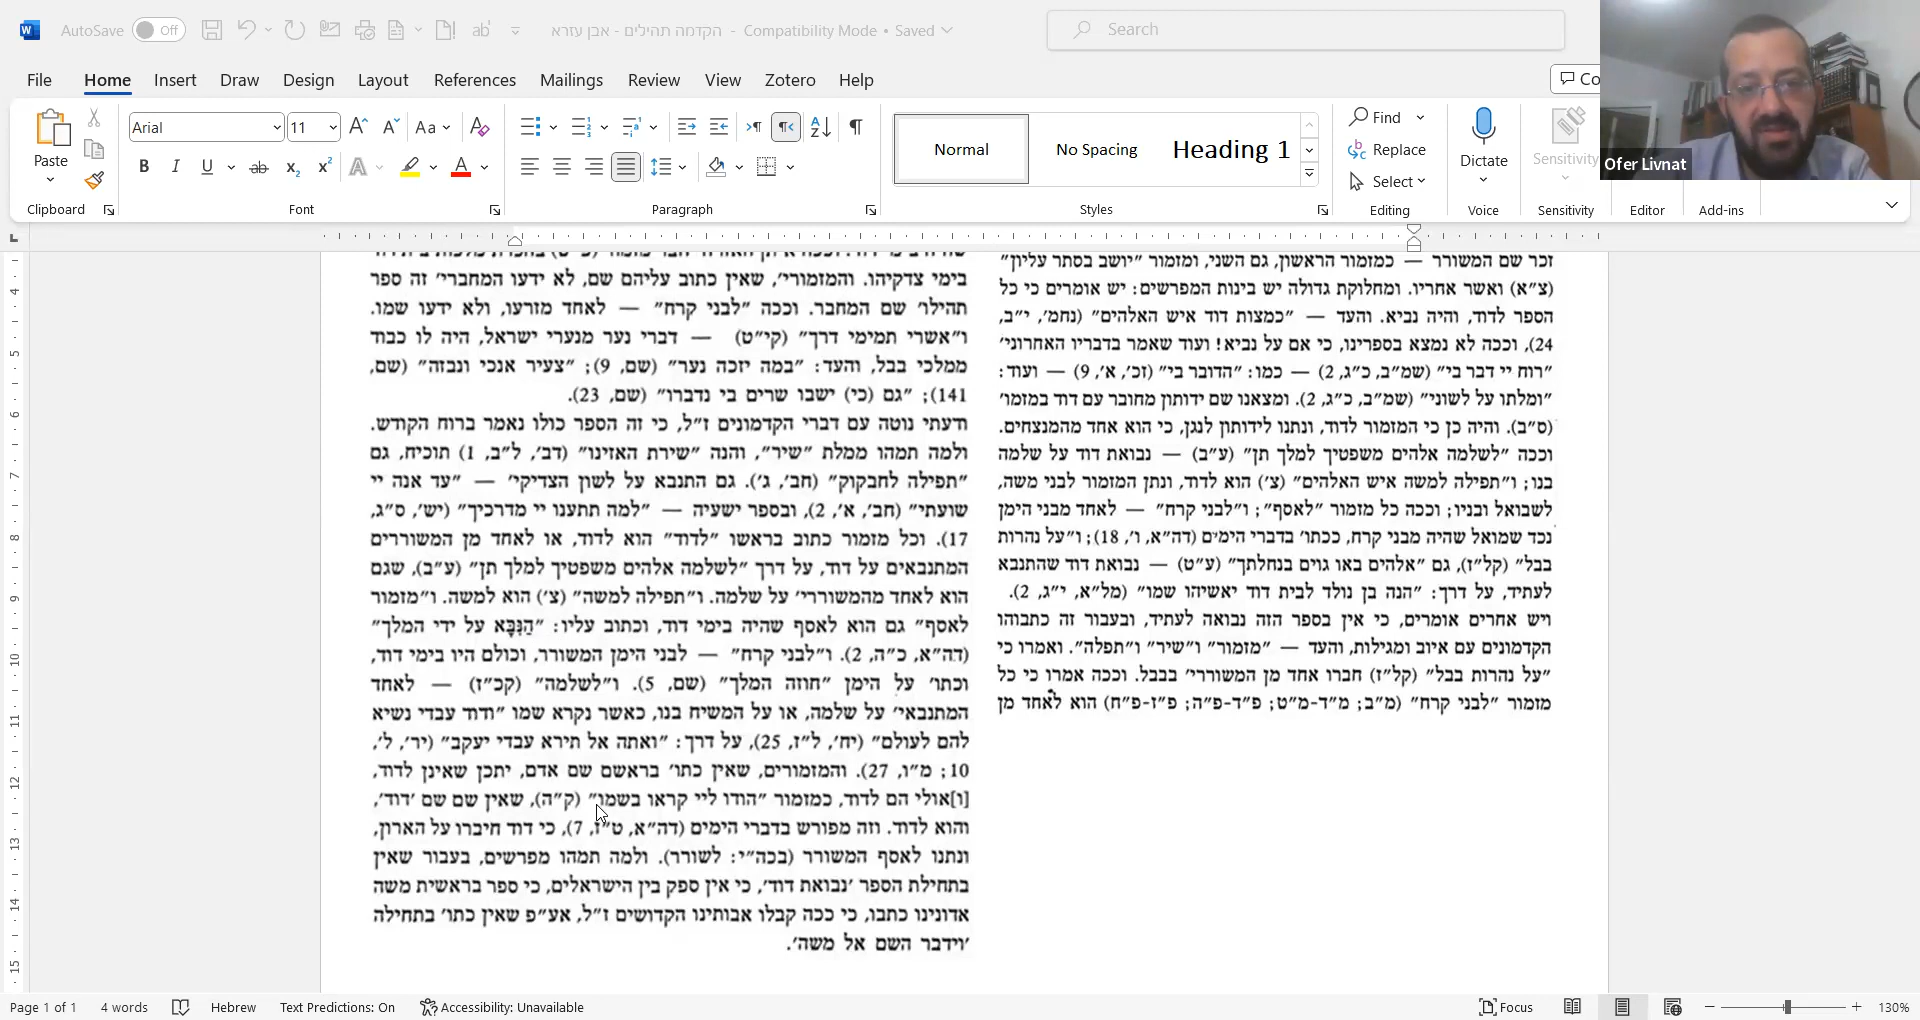 AutoSave
Off
הקדמה תהילים - אבן עזרא - Compatibility Mode • Saved
Search
File Home Insert Draw Design Layout References Mailings Review View Zotero Help
Co
Paste
Clipboard
Arial
11
Font
Paragraph
Normal
No Spacing
Heading 1
Styles
Find
Replace
Select
Editing
Dictate
Voice
Sensitivity
Sensitivity
Editor
Add-ins
Ofer Livnat
זכר שם המשורר — כמזמור הראשון, גם השני, ומזמור "יושב בסתר עליון"
(צ"א) ואשר אחריו. ומחלוקת גדולה יש בינות המפרשים: יש אומרים כי כל
הספר לדוד, והיה נביא. והעד — "כמצות דוד איש האלהים" (נחמ', י"ב,
24), וככה לא נמצא בספרינו, כי אם על נביא! ועוד שאמר בדבריו האחרוני'
"רוח יי דבר בי" (שמ"ב, כ"ג, 2) — כמו: "הדובר בי" (זכ', א', 9) — ועוד:
"ומלתו על לשוני" (שמ"ב, כ"ג, 2). ומצאנו שם ידותון מחובר עם דוד במזמו'
(ס"ב). והיה כן כי המזמור לדוד, ונתנו לידותון לנגן, כי הוא אחד מהמנצחים.
וככה "לשלמה אלהים משפטיך למלך תן" (ע"ב) — נבואת דוד על שלמה
בנו; ו"תפילה למשה איש האלהים" (צ') הוא לדוד, ונתן המזמור לבני משה,
לשבואל ובניו; וככה כל מזמור "לאסף"; ו"לבני קרח" — לאחד מבני הימן
נכד שמואל שהיה מבני קרח, ככתו' בדברי הימים (דה"א, ו', 18); ו"על נהרות
בבל" (קל"ז), גם "אלהים באו גוים בנחלתך" (ע"ט) — נבואת דוד שהתנבא
לעתיד, על דרך: "הנה בן נולד לבית דוד יאשיהו שמו" (מל"א, י"ג, 2).
ויש אחרים אומרים, כי אין בספר הזה נבואה לעתיד, ובעבור זה כתבוהו
הקדמונים עם איוב ומגילות, והעד — "מזמור" ו"שיר" ו"תפלה". ואמרו כי
"על נהרות בבל" (קל"ז) חברו אחד מן המשוררי' בבבל. וככה אמרו כי כל
מזמור "לבני קרח" (מ"ב; מ"ד-מ"ט; פ"ד-פ"ה; פ"ז-פ"ח) הוא לאחד מן
בימי צדקיהו. והמזמורי', שאין כתוב עליהם שם, לא ידעו המחברי' זה ספר
תהילו' שם המחבר. וככה "לבני קרח" — לאחד מזרעו, ולא ידעו שמו.
ו"אשרי תמימי דרך" (קי"ט) — דברי נער מנערי ישראל, היה לו כבוד
ממלכי בבל, והעד: "במה יזכה נער" (שם, 9); "צעיר אנכי ונבזה" (שם,
141); "גם (כי) ישבו שרים בי נדברו" (שם, 23).
ודעתי נוטה עם דברי הקדמונים ז"ל, כי זה הספר כולו נאמר ברוח הקודש.
ולמה תמהו ממלת "שיר", והנה "שירת האזינו" (דב', ל"ב, 1) תוכיח, גם
"תפילה לחבקוק" (חב', ג'). גם התנבא על לשון הצדיקי' — "עד אנה יי
שועתי" (חב', א', 2), ובספר ישעיה — "למה תתענו יי מדרכיך" (יש', ס"ג,
17). וכל מזמור כתוב בראשו "לדוד" הוא לדוד, או לאחד מן המשוררים
המתנבאים על דוד, על דרך "לשלמה אלהים משפטיך למלך תן" (ע"ב), שגם
הוא לאחד מהמשוררי' על שלמה. ו"תפילה למשה" (צ') הוא למשה. ו"מזמור
לאסף" גם הוא לאסף שהיה בימי דוד, וכתוב עליו: "הַנִּבָּא על ידי המלך"
(דה"א, כ"ה, 2). ו"לבני קרח" — לבני הימן המשורר, וכולם היו בימי דוד,
וכתו' על הימן "חוזה המלך" (שם, 5). ו"לשלמה" (קכ"ז) — לאחד
המתנבאי' על שלמה, או על המשיח בנו, כאשר נקרא שמו "ודוד עבדי נשיא
להם לעולם" (יח', ל"ז, 25), על דרך: "ואתה אל תירא עבדי יעקב" (יר', ל',
10; מ"ו, 27). והמזמורים, שאין כתו' בראשם שם אדם, יתכן שאינן לדוד,
[ו]אולי הם לדוד, כמזמור "הודו ליי קראו בשמו" (ק"ה), שאין שם שם 'דוד',
והוא לדוד. וזה מפורש בדברי הימים (דה"א, ט"ז, 7), כי דוד חיברו על הארון,
ונתנו לאסף המשורר (בכה"י: לשורר). ולמה תמהו מפרשים, בעבור שאין
בתחילת הספר 'נבואת דוד', כי אין ספק בין הישראלים, כי ספר בראשית משה
אדונינו כתבו, כי ככה קבלו אבותינו הקדושים ז"ל, אע"פ שאין כתו' בתחילה
'וידבר השם אל משה'.
Page 1 of 1
4 words
Hebrew
Text Predictions: On
Accessibility: Unavailable
Focus
130%